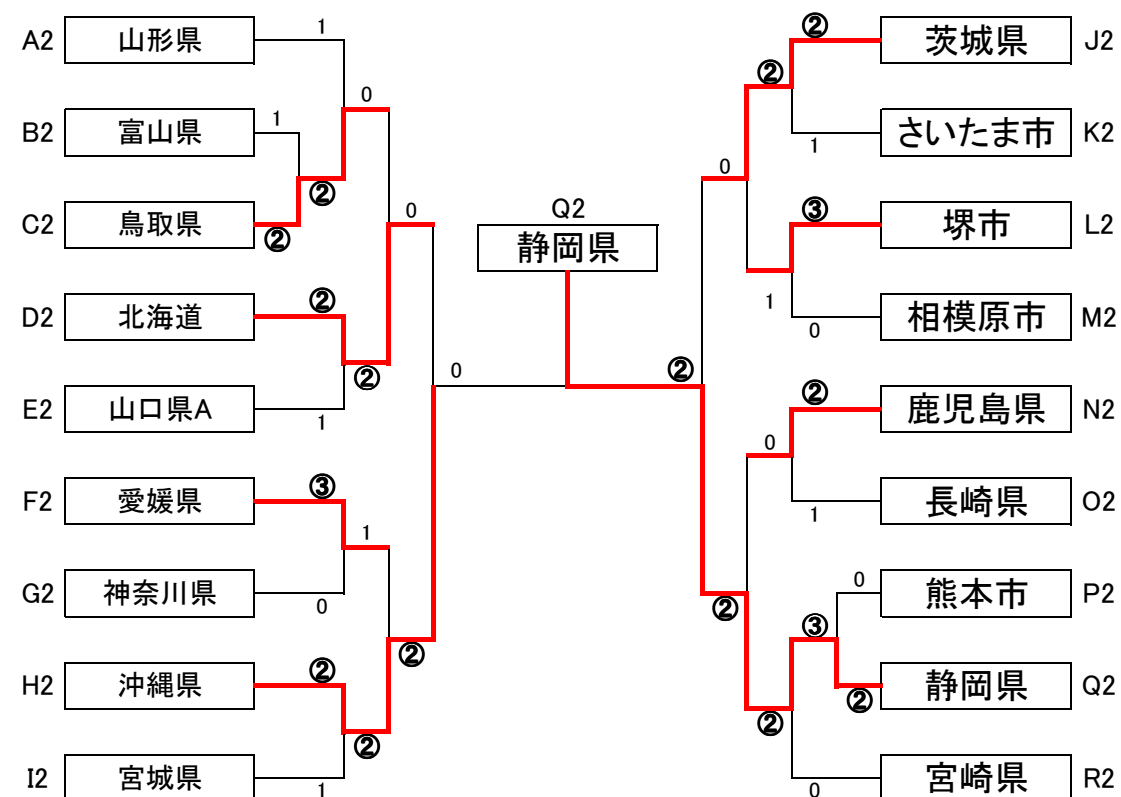 1
②
A2 山形県
茨城県 J2
②
0
B2 富山県
1
さいたま市 K2
1
0
②
C2 鳥取県
②
0
Q2
静岡県
③
堺市 L2
D2 北海道
②
1
0
相模原市 M2
②
0
②
E2 山口県A
1
②
鹿児島県 N2
0
F2 愛媛県
③
長崎県 O2
1
1
G2 神奈川県
0
0
熊本市 P2
②
③
②
H2 沖縄県
②
静岡県 Q2
②
②
②
I2 宮城県
1
0
宮崎県 R2